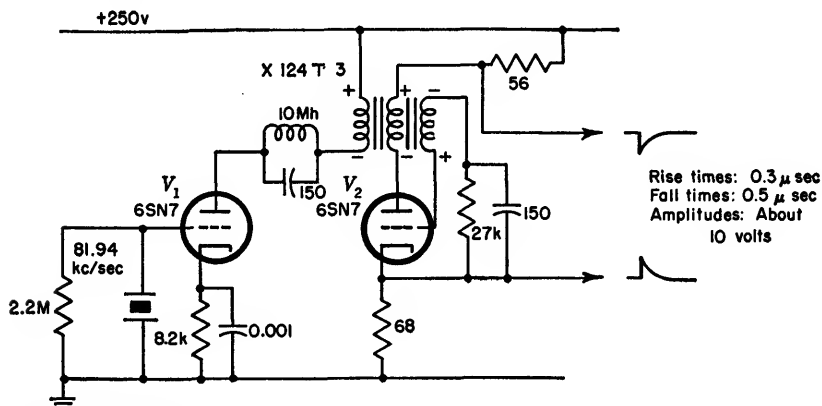 +250v
X 124 T 3
56
+
+
-
10Mh
-
-
+
150
V1
6SN7
V2
6SN7
27k
150
Rise times: 0.3 μ sec
Fall times: 0.5 μ sec
Amplitudes: About
10 volts
81.94
kc/sec
2.2M
8.2k
0.001
68